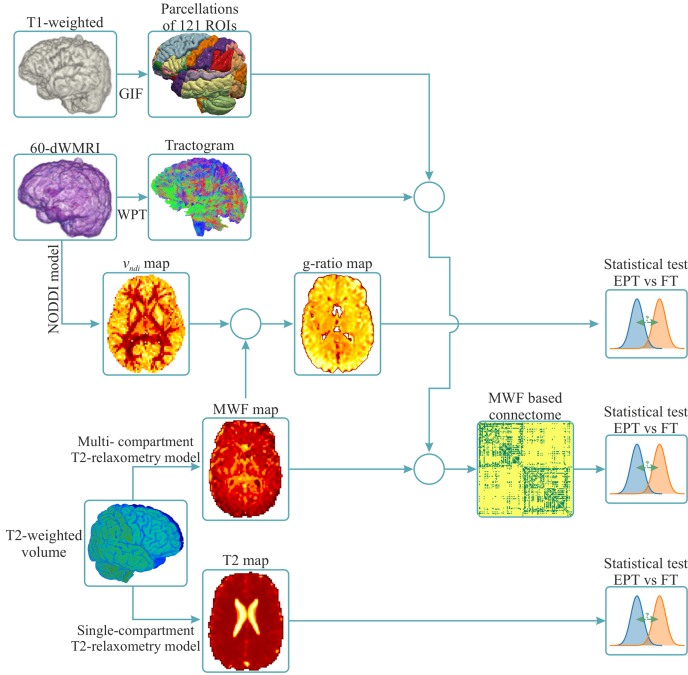 T1-weighted
Parcellations
of 121 ROIs
GIF
60-dWMRI
Tractogram
WPT
NODDI model
vndi map
g-ratio map
Statistical test
EPT vs FT
?
MWF map
MWF based
connectome
Statistical test
EPT vs FT
?
Multi- compartment
T2-relaxometry model
T2-weighted
volume
T2 map
Statistical test
EPT vs FT
?
Single-compartment
T2-relaxometry model